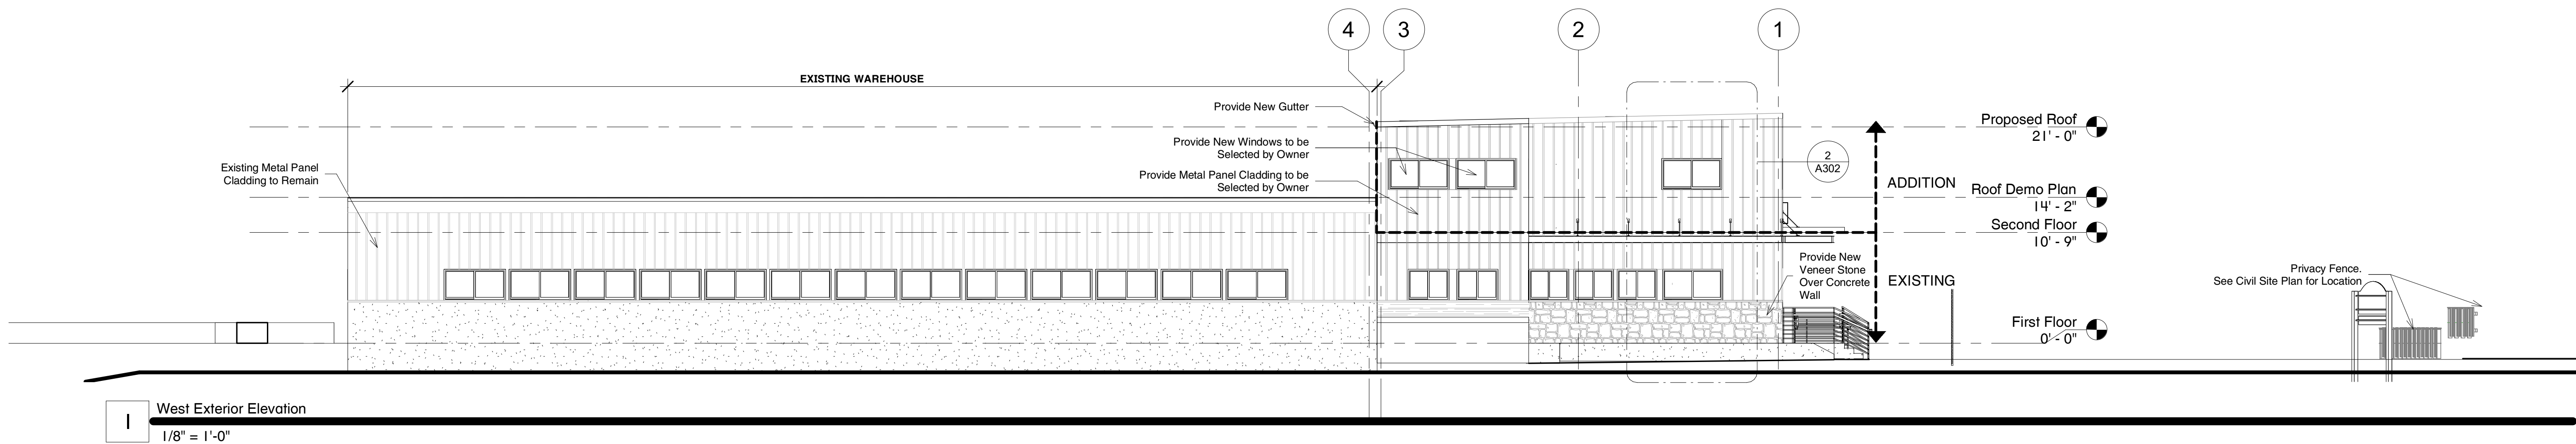 4
3
2
1
EXISTING WAREHOUSE
Provide New Gutter
Proposed Roof
21' - 0"
Provide New Windows to be
Selected by Owner
2
A302
Existing Metal Panel
Cladding to Remain
Provide Metal Panel Cladding to be
Selected by Owner
ADDITION
Roof Demo Plan
14' - 2"
Second Floor
10' - 9"
Provide New
Veneer Stone
Over Concrete
Wall
EXISTING
Privacy Fence.
See Civil Site Plan for Location
First Floor
0' - 0"
1
West Exterior Elevation
1/8" = 1'-0"